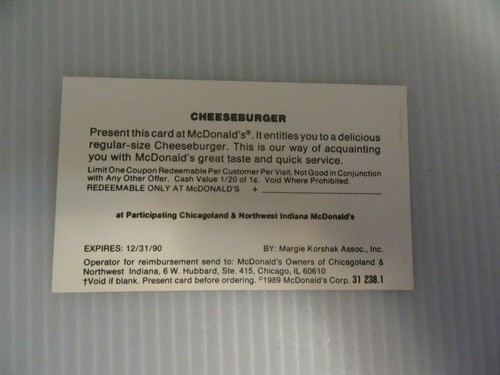 CHEESEBURGER
Present this card at McDonald's®. It entitles you to a delicious
regular-size Cheeseburger. This is our way of acquainting
you with McDonald's great taste and quick service.
Limit One Coupon Redeemable Per Customer Per Visit. Not Good in Conjunction
with Any Other Offer. Cash Value 1/20 of 1¢. Void Where Prohibited.
REDEEMABLE ONLY AT McDONALD'S +
at Participating Chicagoland & Northwest Indiana McDonald's
EXPIRES: 12/31/90 BY: Margie Korshak Assoc., Inc.
Operator for reimbursement send to: McDonald's Owners of Chicagoland &
Northwest Indiana, 6 W. Hubbard, Ste. 415, Chicago, IL 60610
†Void if blank. Present card before ordering. ©1989 McDonald's Corp. 31 238.1